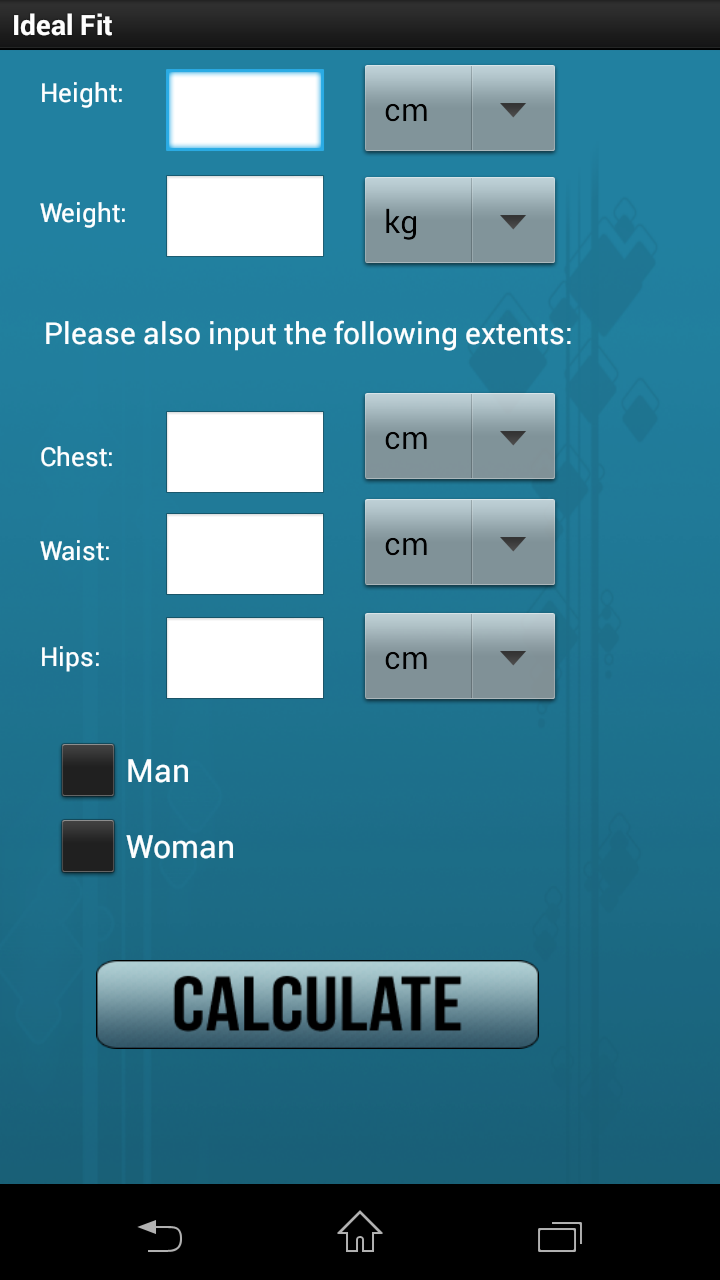 Ideal Fit
Height:
cm
Weight:
kg
Please also input the following extents:
Chest:
cm
Waist:
cm
Hips:
cm
Man
Woman
CALCULATE